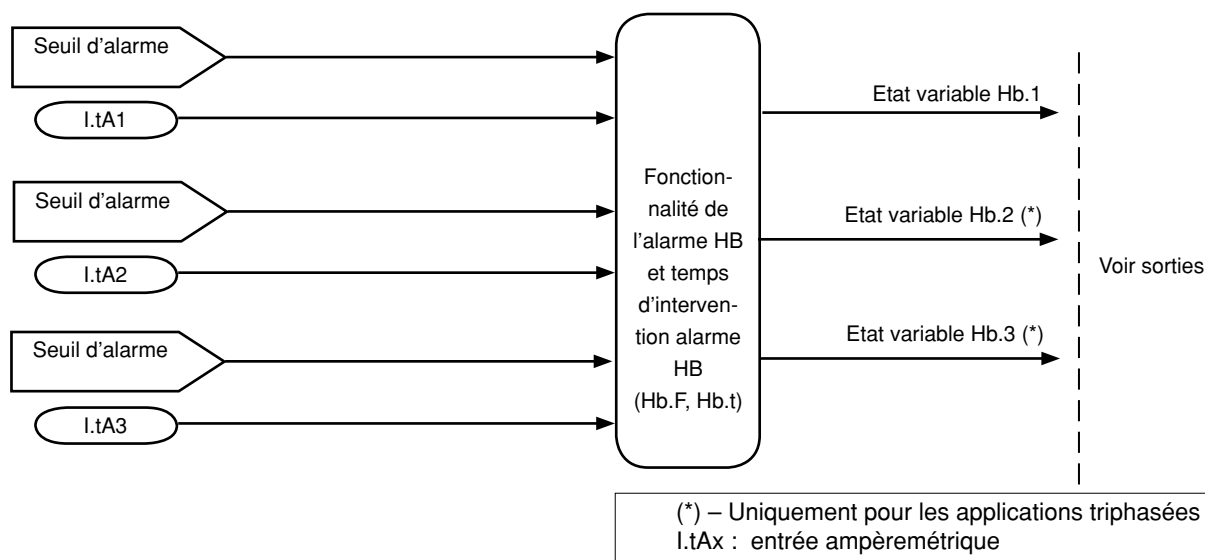 Seuil d’alarme
I.tA1
Seuil d’alarme
I.tA2
Seuil d’alarme
I.tA3
Fonction-
nalité de
l’alarme HB
et temps
d’interven-
tion alarme
HB
(Hb.F, Hb.t)
Etat variable Hb.1
Etat variable Hb.2 (*)
Etat variable Hb.3 (*)
Voir sorties
(*) – Uniquement pour les applications triphasées
I.tAx : entrée ampèremétrique